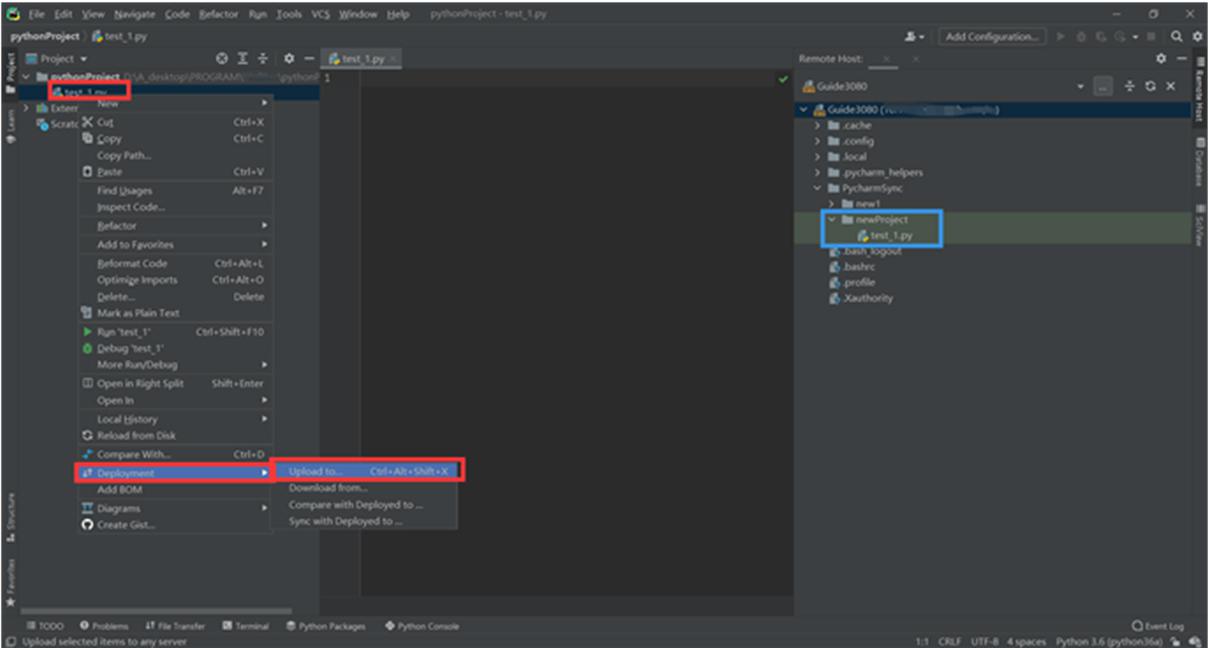 File Edit View Navigate Code Refactor Run Tools VCS Window Help pythonProject - test_1.py
pythonProject test_1.py
Add Configuration...
Project
test_1.py
Remote Host:
pythonProject D:\A_desktop\PROGRAM\ \pythonP
1
test_1.py
Extern
Scratc
New
Cut Ctrl+X
Copy Ctrl+C
Copy Path...
Paste Ctrl+V
Find Usages Alt+F7
Inspect Code...
Refactor
Add to Favorites
Reformat Code Ctrl+Alt+L
Optimize Imports Ctrl+Alt+O
Delete... Delete
Mark as Plain Text
Run 'test_1' Ctrl+Shift+F10
Debug 'test_1'
More Run/Debug
Open in Right Split Shift+Enter
Open In
Local History
Reload from Disk
Compare With... Ctrl+D
Deployment
Add BOM
Diagrams
Create Gist...
Upload to... Ctrl+Alt+Shift+X
Download from...
Compare with Deployed to ...
Sync with Deployed to ...
Guide3080
Guide3080 (
.cache
.config
.local
.pycharm_helpers
PycharmSync
new1
newProject
test_1.py
.bash_logout
.bashrc
.profile
.Xauthority
Project
Learn
Structure
Favorites
Remote Host
Database
SciView
TODO Problems File Transfer Terminal Python Packages Python Console Event Log
Upload selected items to any server 1:1 CRLF UTF-8 4 spaces Python 3.6 (python36a)